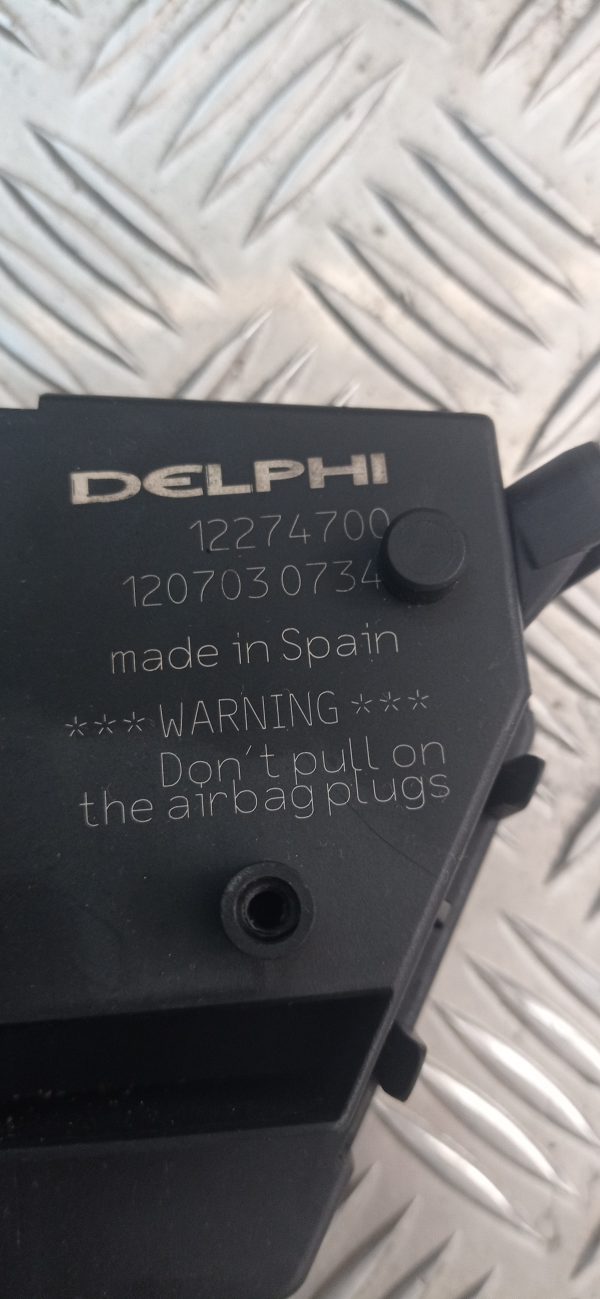 DELPHI
12274700
1207030734
made in Spain
*** WARNING ***
Don't pull on
the airbag plugs